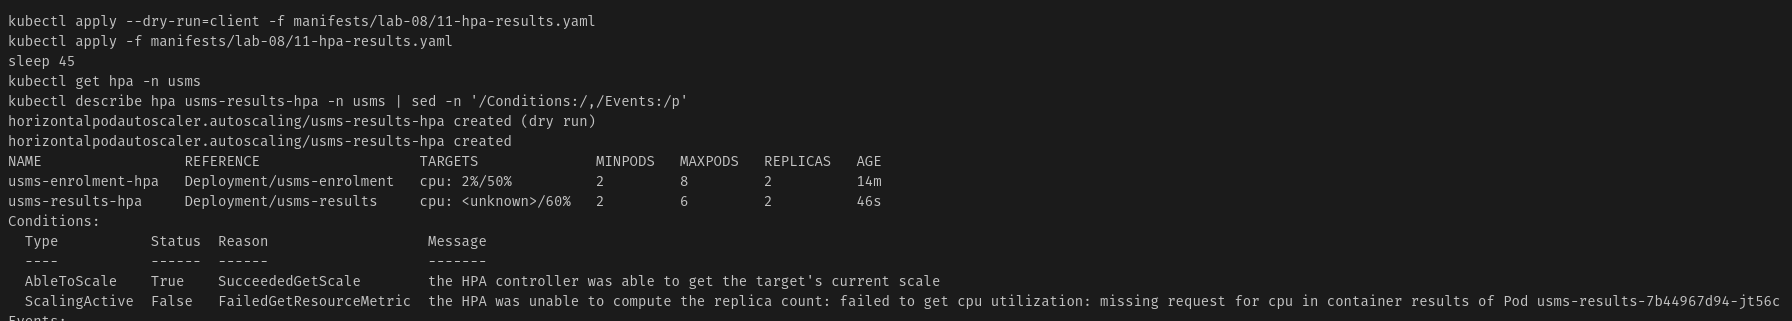 kubectl apply --dry-run=client -f manifests/lab-08/11-hpa-results.yaml
kubectl apply -f manifests/lab-08/11-hpa-results.yaml
sleep 45
kubectl get hpa -n usms
kubectl describe hpa usms-results-hpa -n usms | sed -n '/Conditions:/,/Events:/p'
horizontalpodautoscaler.autoscaling/usms-results-hpa created (dry run)
horizontalpodautoscaler.autoscaling/usms-results-hpa created
NAME                 REFERENCE                   TARGETS              MINPODS   MAXPODS   REPLICAS   AGE
usms-enrolment-hpa   Deployment/usms-enrolment   cpu: 2%/50%          2         8         2          14m
usms-results-hpa     Deployment/usms-results     cpu: <unknown>/60%   2         6         2          46s
Conditions:
  Type           Status  Reason                   Message
  ----           ------  ------                   -------
  AbleToScale    True    SucceededGetScale        the HPA controller was able to get the target's current scale
  ScalingActive  False   FailedGetResourceMetric  the HPA was unable to compute the replica count: failed to get cpu utilization: missing request for cpu in container results of Pod usms-results-7b44967d94-jt56c
Events: